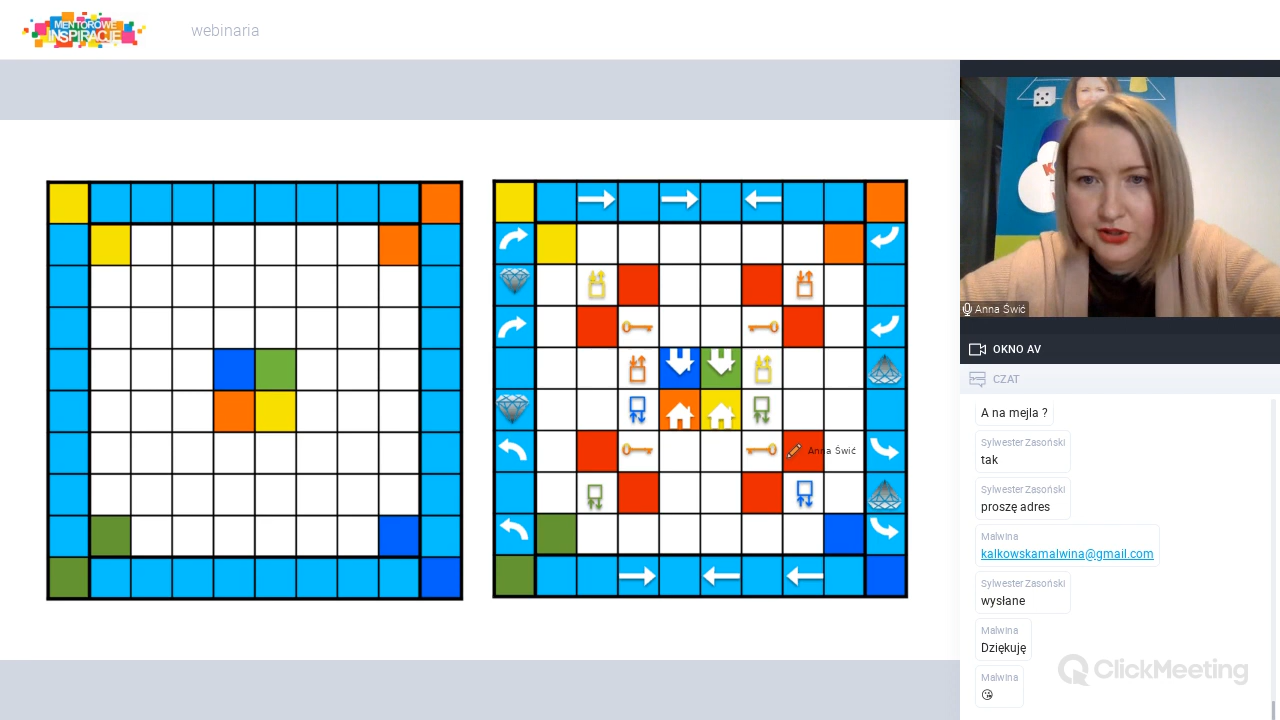 MENTOROWE
INSPIRACJE
webinaria
Anna Świć
Anna Świć
OKNO AV
CZAT
A na mejla ?
Sylwester Zasoński
tak
Sylwester Zasoński
proszę adres
Malwina
kalkowskamalwina@gmail.com
Sylwester Zasoński
wysłane
Malwina
Dziękuję
ClickMeeting
Malwina
😘